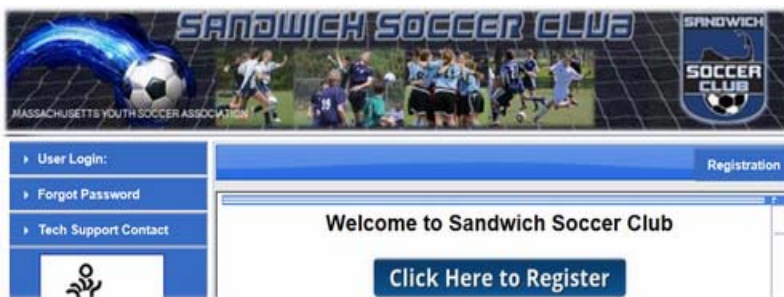 SANDWICH SOCCER CLUB
SANDWICH
SOCCER
CLUB
MASSACHUSETTS YOUTH SOCCER ASSOCIATION
User Login:
Registration
Forgot Password
Welcome to Sandwich Soccer Club
Tech Support Contact
Click Here to Register